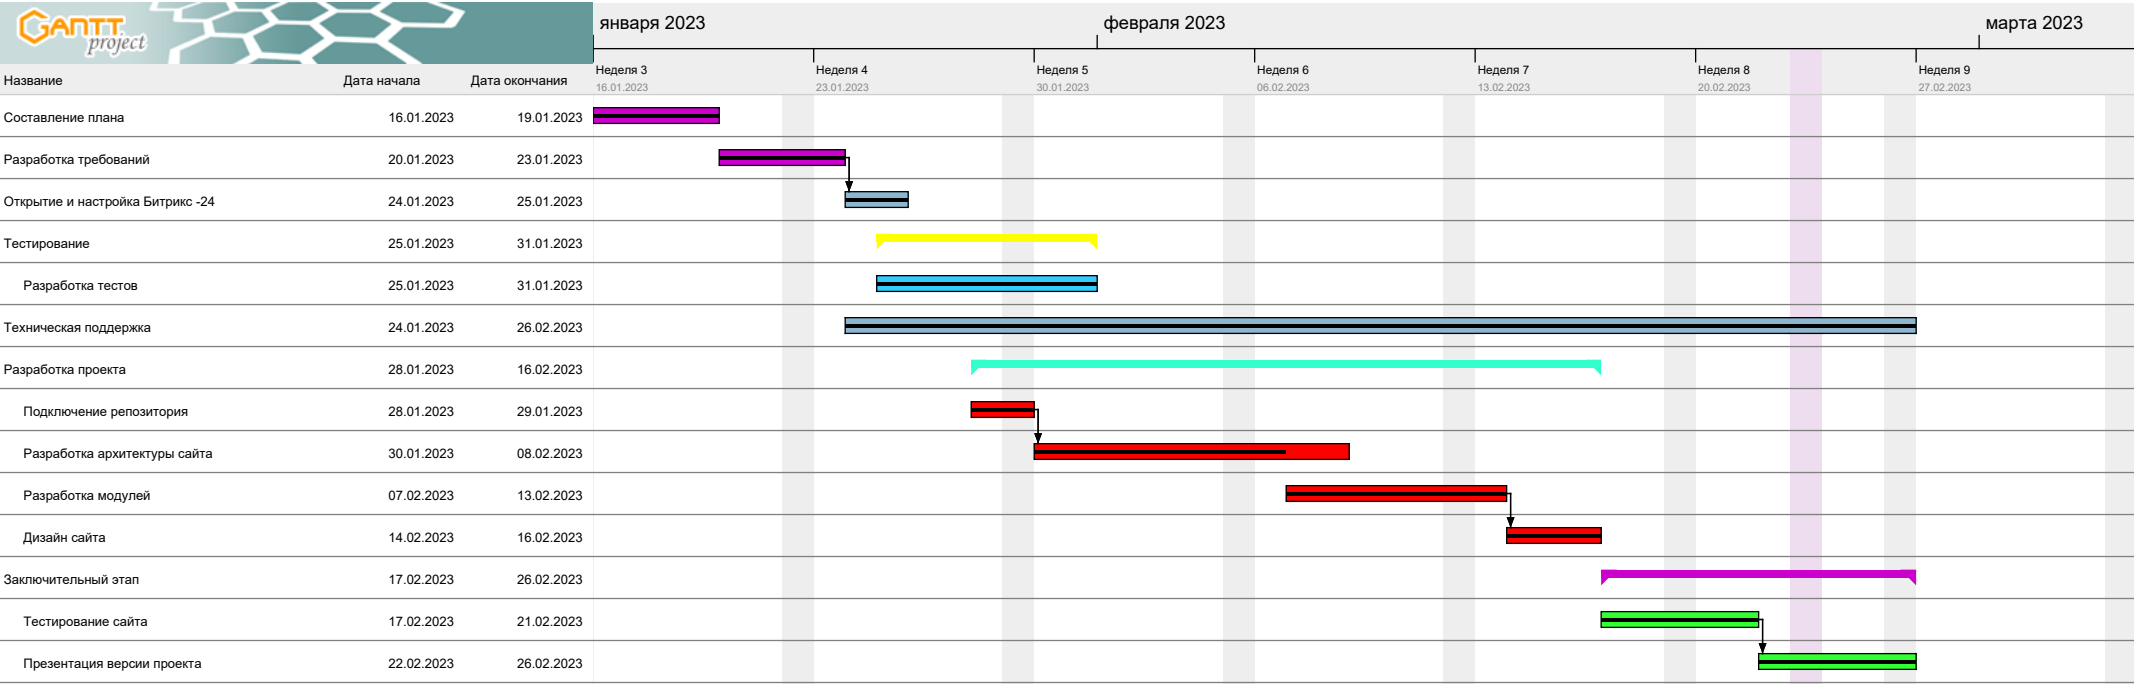 GANTT
project
января 2023
февраля 2023
марта 2023
Название Дата начала Дата окончания
Неделя 3 Неделя 4 Неделя 5 Неделя 6 Неделя 7 Неделя 8 Неделя 9
16.01.2023 23.01.2023 30.01.2023 06.02.2023 13.02.2023 20.02.2023 27.02.2023
Составление плана 16.01.2023 19.01.2023
Разработка требований 20.01.2023 23.01.2023
Открытие и настройка Битрикс -24 24.01.2023 25.01.2023
Тестирование 25.01.2023 31.01.2023
Разработка тестов 25.01.2023 31.01.2023
Техническая поддержка 24.01.2023 26.02.2023
Разработка проекта 28.01.2023 16.02.2023
Подключение репозитория 28.01.2023 29.01.2023
Разработка архитектуры сайта 30.01.2023 08.02.2023
Разработка модулей 07.02.2023 13.02.2023
Дизайн сайта 14.02.2023 16.02.2023
Заключительный этап 17.02.2023 26.02.2023
Тестирование сайта 17.02.2023 21.02.2023
Презентация версии проекта 22.02.2023 26.02.2023